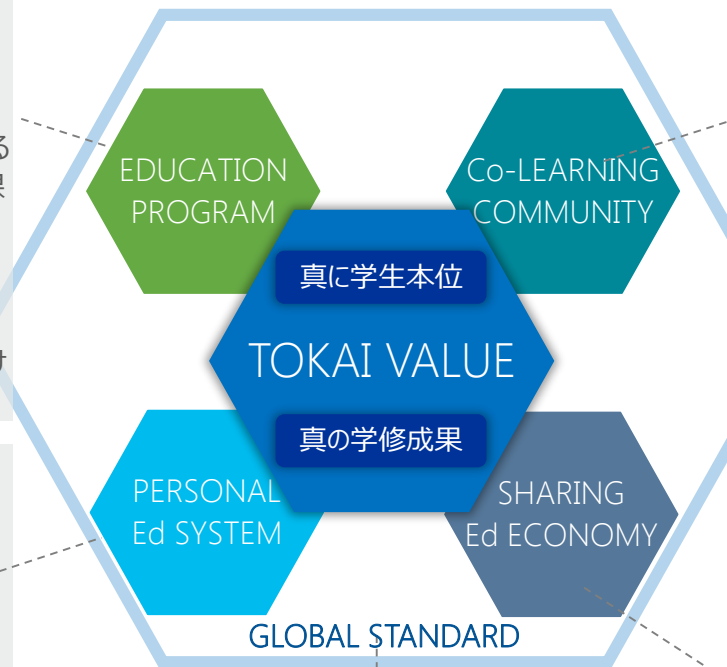 る
EDUCATION
PROGRAM
Co-LEARNING
COMMUNITY
真に学生本位
TOKAI VALUE
真の学修成果
PERSONAL
Ed SYSTEM
SHARING
Ed ECONOMY
GLOBAL STANDARD